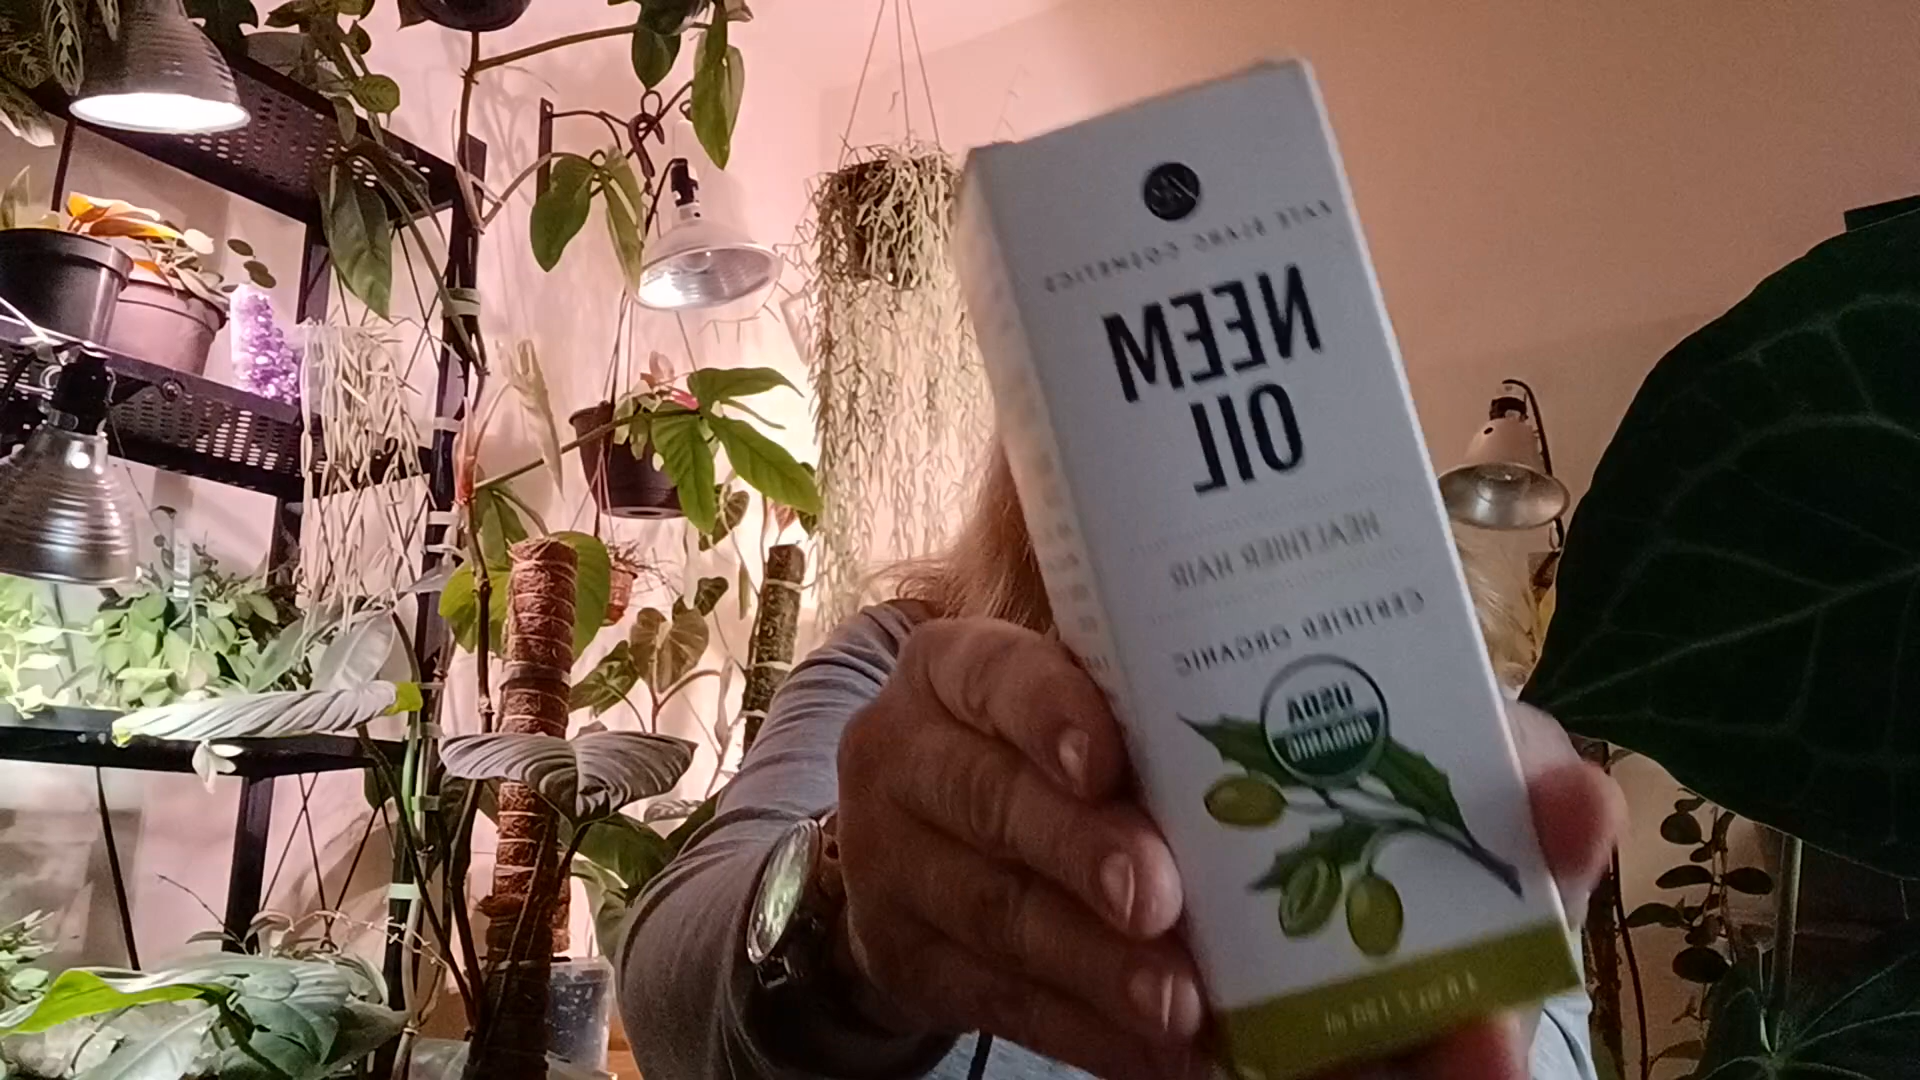 KATE BLANC COSMETICS
NEEM
OIL
HEALTHIER HAIR
CERTIFIED ORGANIC
USDA
ORGANIC